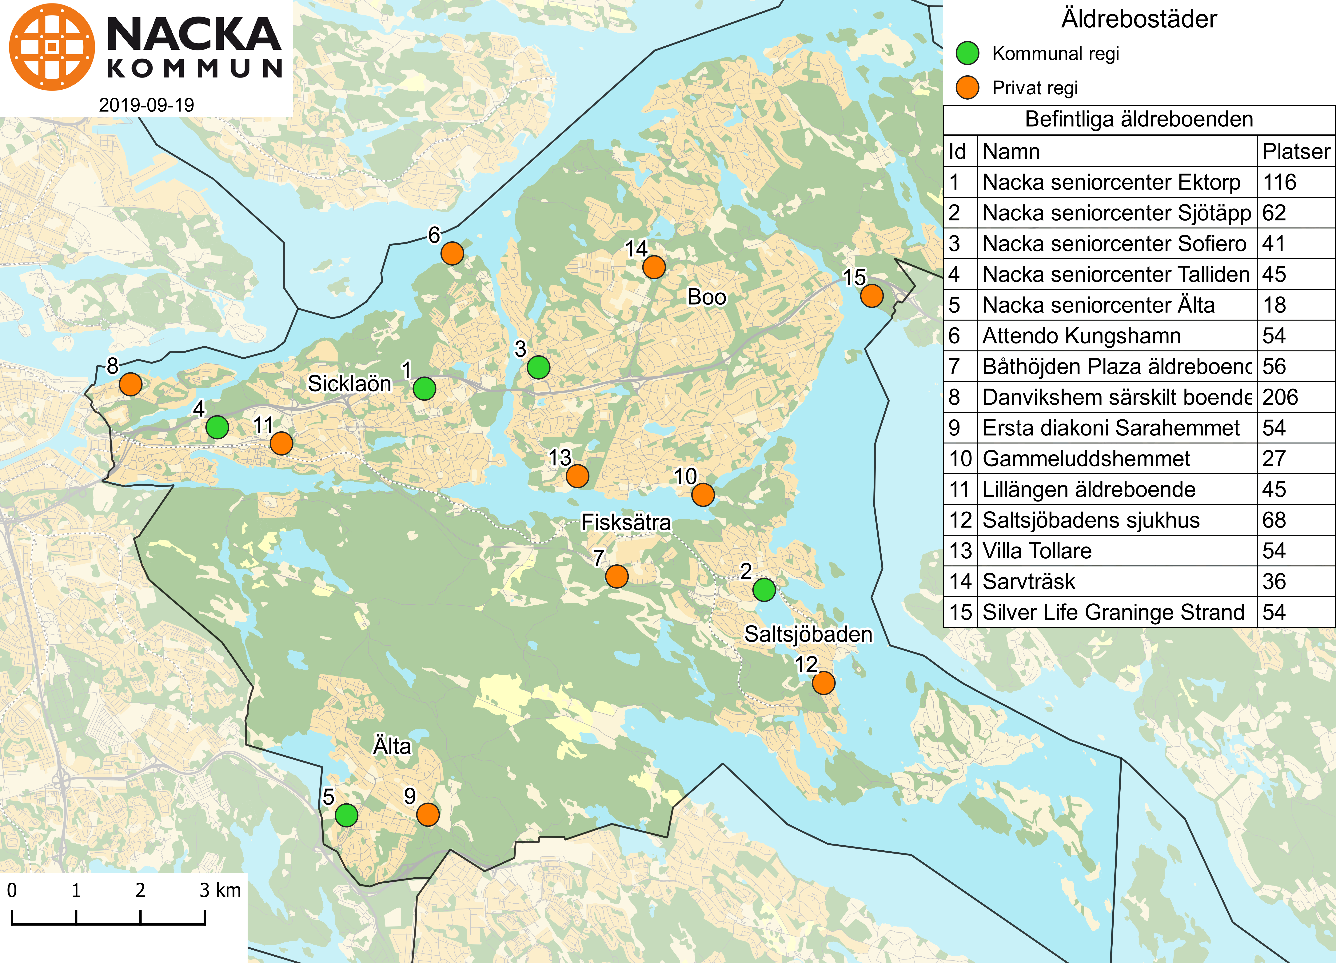 NACKA
KOMMUN
2019-09-19
Äldrebostäder
Kommunal regi
Privat regi
Befintliga äldreboenden
Id Namn Platser
1 Nacka seniorcenter Ektorp 116
2 Nacka seniorcenter Sjötäpp 62
3 Nacka seniorcenter Sofiero 41
4 Nacka seniorcenter Talliden 45
5 Nacka seniorcenter Älta 18
6 Attendo Kungshamn 54
7 Båthöjden Plaza äldreboend 56
8 Danvikshem särskilt boende 206
9 Ersta diakoni Sarahemmet 54
10 Gammeluddshemmet 27
11 Lillängen äldreboende 45
12 Saltsjöbadens sjukhus 68
13 Villa Tollare 54
14 Sarvträsk 36
15 Silver Life Graninge Strand 54
6
14
15
Boo
3
8
1
Sicklaön
4
11
13
10
Fisksätra
7
2
Saltsjöbaden
12
Älta
5
9
0 1 2 3 km